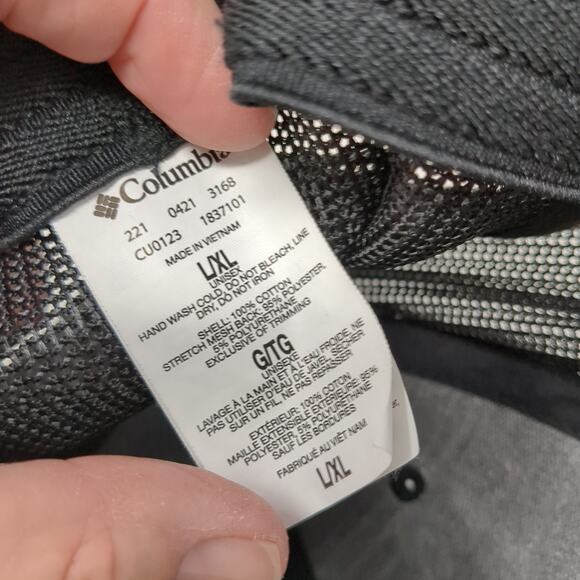 Columbia
221 0421 3168
CU0123 1837101
MADE IN VIETNAM
L/XL
UNISEX
HAND WASH COLD, DO NOT BLEACH, LINE
DRY, DO NOT IRON
SHELL: 100% COTTON
STRETCH MESH BACK: 95% POLYESTER,
5% POLYURETHANE
EXCLUSIVE OF TRIMMING
G/TG
UNISEXE
LAVAGE À LA MAIN ET À L'EAU FROIDE, NE
PAS UTILISER D'EAU DE JAVEL, SÉCHER
SUR UN FIL, NE PAS REPASSER
EXTÉRIEUR: 100% COTON
MAILLE EXTENSIBLE EXTÉRIEURE, 95%
POLYESTER, 5% POLYURÉTHANE
SAUF LES BORDURES
FABRIQUÉ AU VIÊT NAM
L/XL